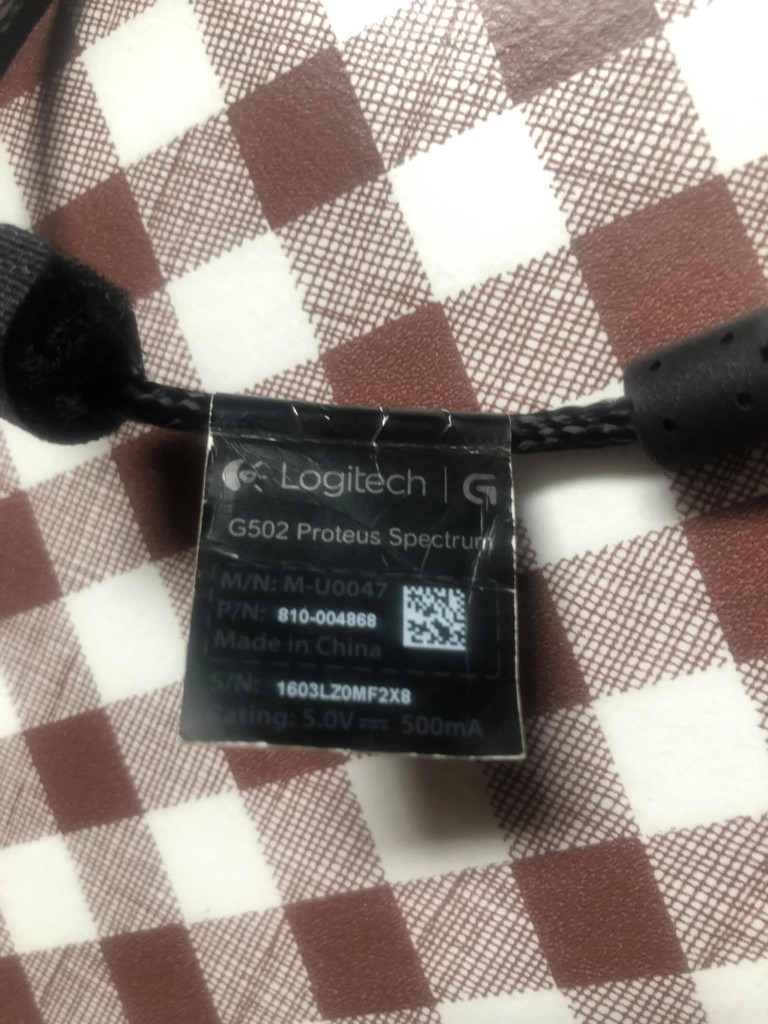 Logitech | G
G502 Proteus Spectrum
M/N: M-U0047
P/N: 810-004868
Made in China
S/N: 1603LZ0MF2X8
Rating: 5.0V⎓ 500mA